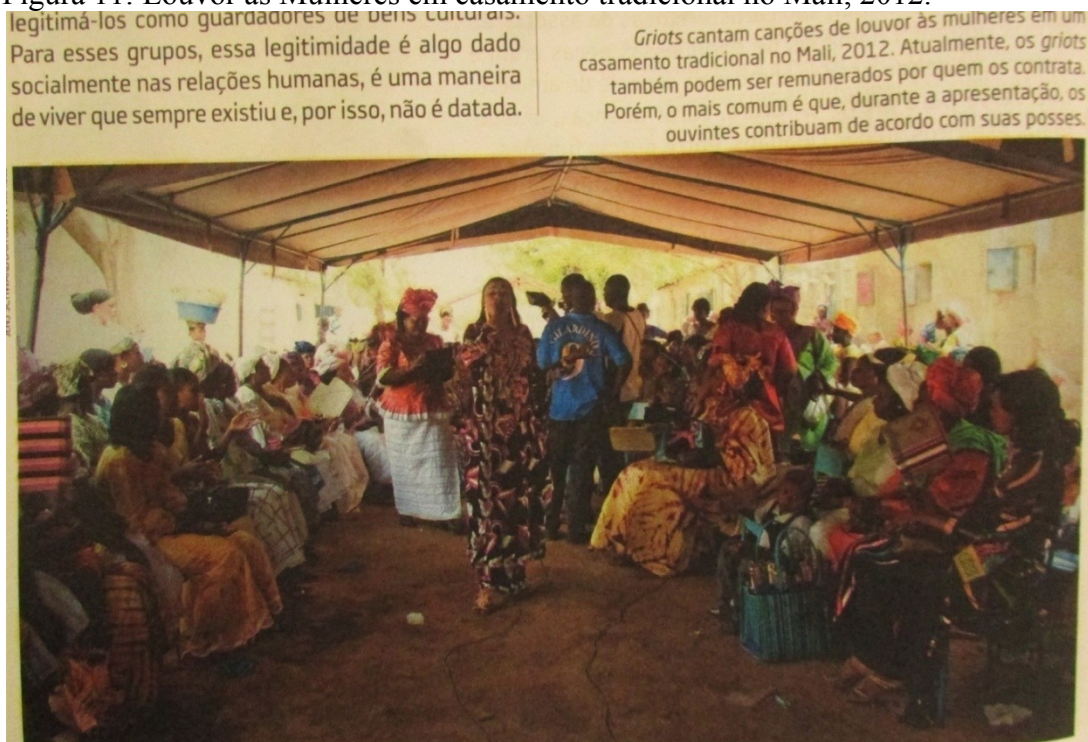 Figura 11: Louvor às Mulheres em casamento tradicional no Mali, 2012.
legitimá-los como guardadores de bens culturais.
Para esses grupos, essa legitimidade é algo dado
socialmente nas relações humanas, é uma maneira
de viver que sempre existiu e, por isso, não é datada.
Griots cantam canções de louvor às mulheres em um
casamento tradicional no Mali, 2012. Atualmente, os griots
também podem ser remunerados por quem os contrata.
Porém, o mais comum é que, durante a apresentação, os
ouvintes contribuam de acordo com suas posses.